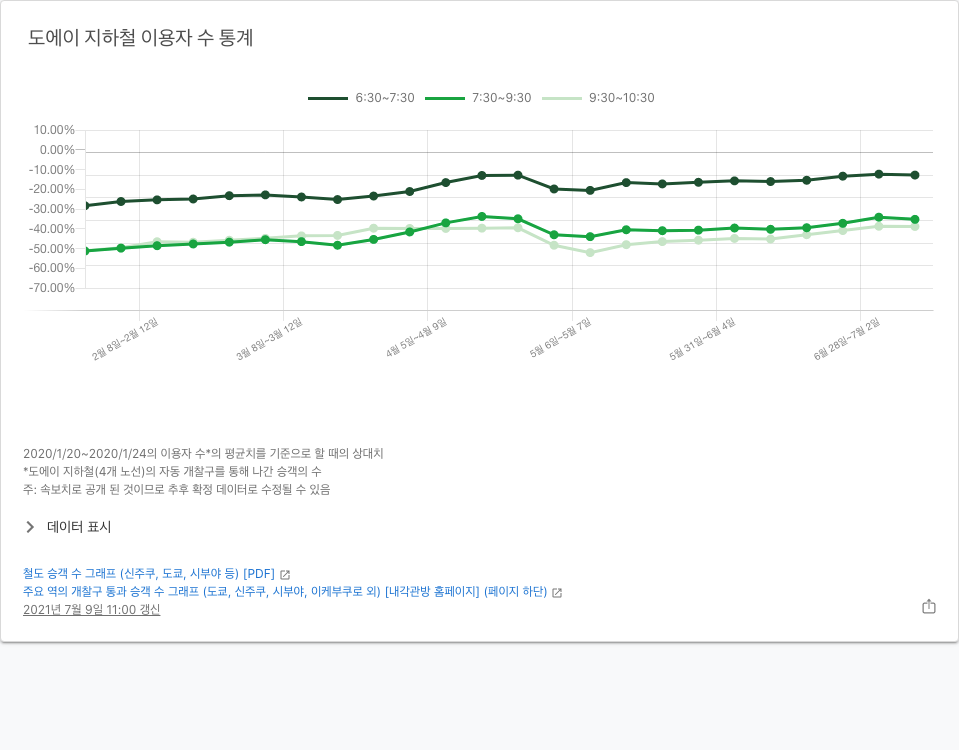 도에이 지하철 이용자 수 통계
6:30~7:30 7:30~9:30 9:30~10:30
10.00%
0.00%
-10.00%
-20.00%
-30.00%
-40.00%
-50.00%
-60.00%
-70.00%
2월 8일~2월 12일
3월 8일~3월 12일
4월 5일~4월 9일
5월 6일~5월 7일
5월 31일~6월 4일
6월 28일~7월 2일
2020/1/20~2020/1/24의 이용자 수*의 평균치를 기준으로 할 때의 상대치
*도에이 지하철(4개 노선)의 자동 개찰구를 통해 나간 승객의 수
주: 속보치로 공개 된 것이므로 추후 확정 데이터로 수정될 수 있음
데이터 표시
철도 승객 수 그래프 (신주쿠, 도쿄, 시부야 등) [PDF]
주요 역의 개찰구 통과 승객 수 그래프 (도쿄, 신주쿠, 시부야, 이케부쿠로 외) [내각관방 홈페이지] (페이지 하단)
2021년 7월 9일 11:00 갱신